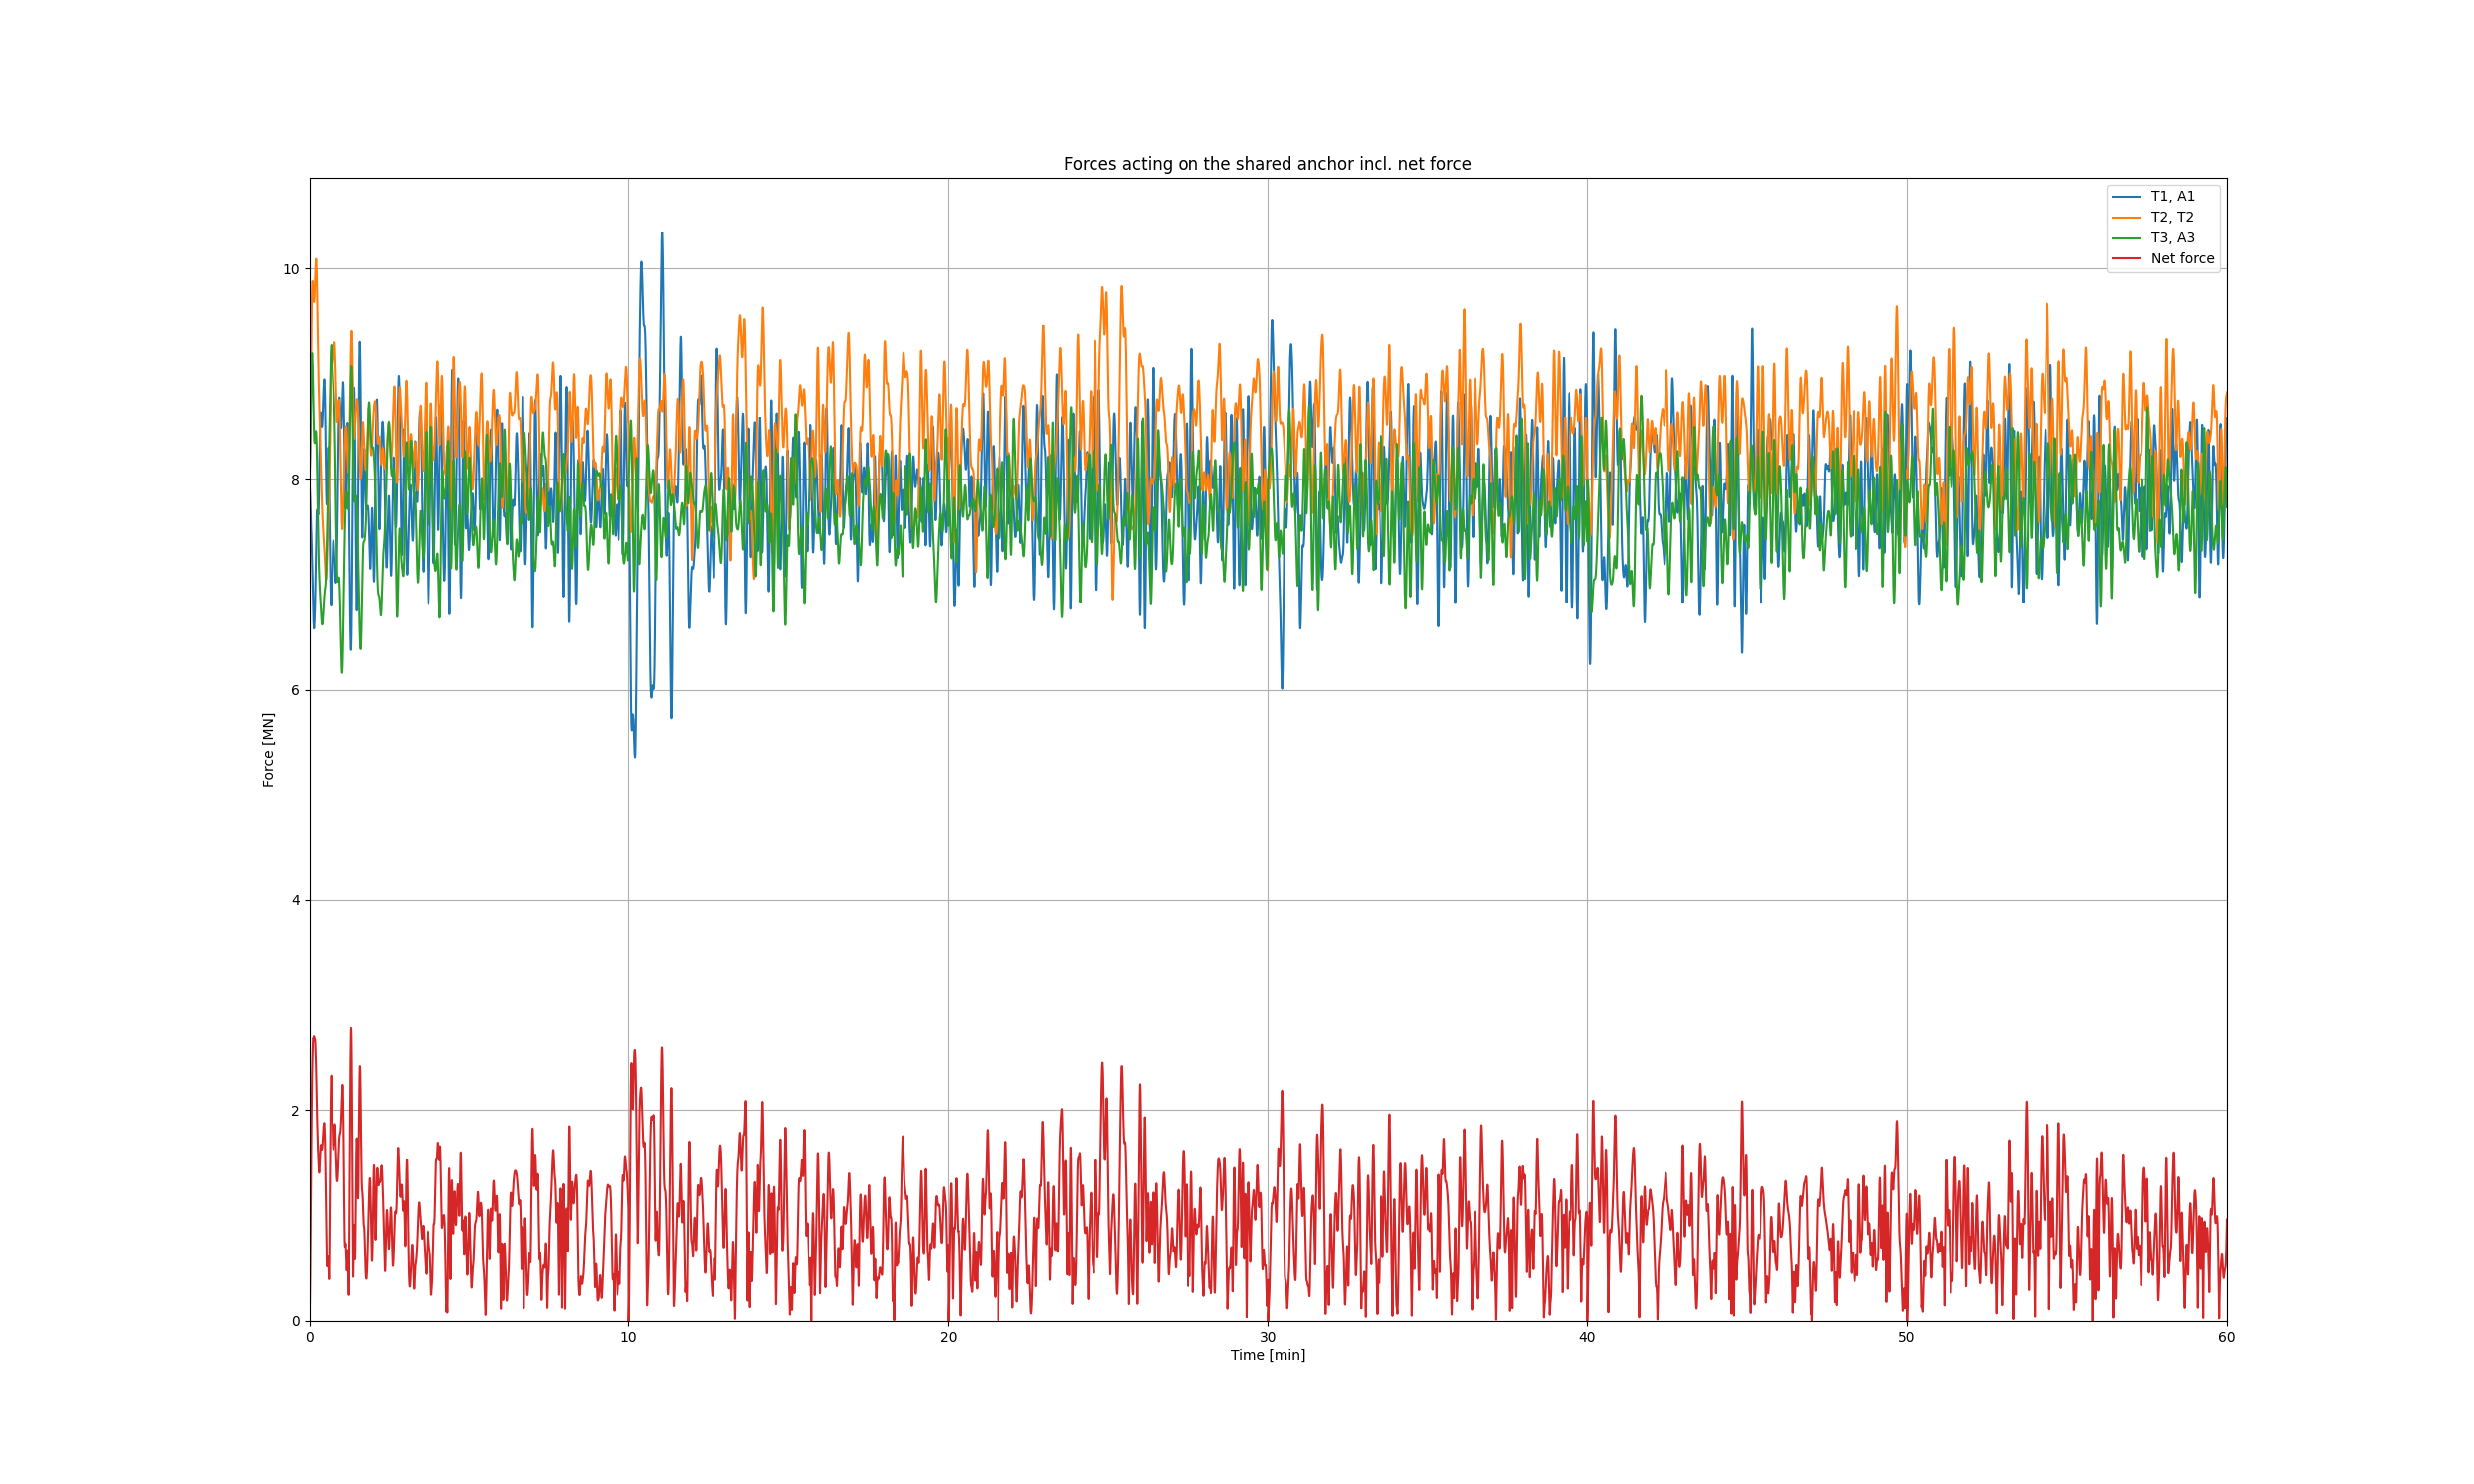 Forces acting on the shared anchor incl. net force
T1, A1
T2, T2
T3, A3
Net force
10
8
6
4
2
0
Force [MN]
0 10 20 30 40 50 60
Time [min]